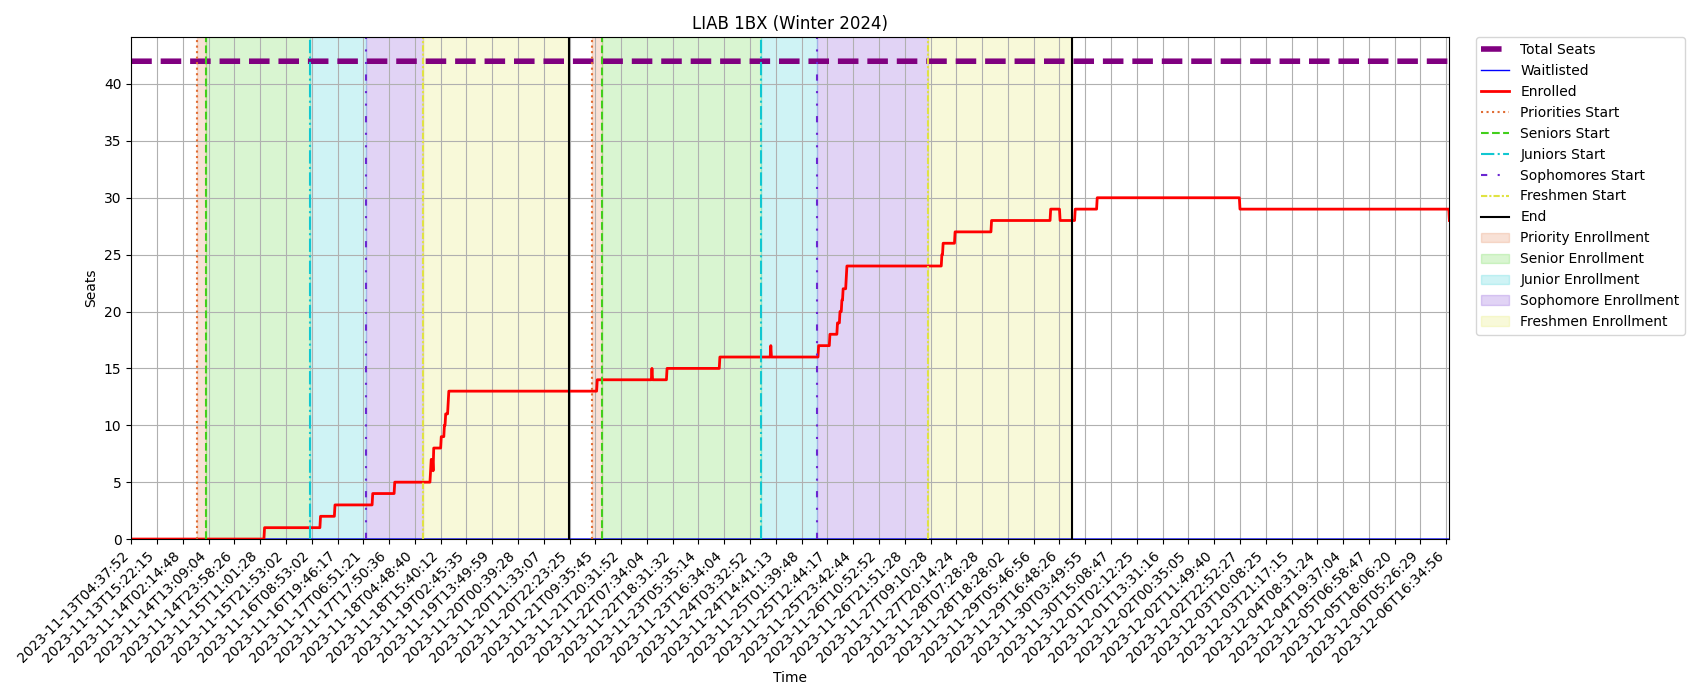 LIAB 1BX (Winter 2024)
Seats
40
35
30
25
20
15
10
5
0
2023-11-13T04:37:52
2023-11-13T15:22:15
2023-11-14T02:14:48
2023-11-14T13:09:04
2023-11-14T23:58:26
2023-11-15T11:01:28
2023-11-15T21:53:02
2023-11-16T08:53:02
2023-11-16T19:46:17
2023-11-17T06:51:21
2023-11-17T17:50:36
2023-11-18T04:48:40
2023-11-18T15:40:12
2023-11-19T02:45:35
2023-11-19T13:49:59
2023-11-20T00:39:28
2023-11-20T11:33:07
2023-11-20T22:23:25
2023-11-21T09:35:45
2023-11-21T20:31:52
2023-11-22T07:34:04
2023-11-22T18:31:32
2023-11-23T05:35:14
2023-11-23T16:34:04
2023-11-24T03:32:52
2023-11-24T14:41:13
2023-11-25T01:39:48
2023-11-25T12:44:17
2023-11-25T23:42:44
2023-11-26T10:52:52
2023-11-26T21:51:28
2023-11-27T09:10:28
2023-11-27T20:14:24
2023-11-28T07:28:28
2023-11-28T18:28:02
2023-11-29T05:46:56
2023-11-29T16:48:26
2023-11-30T03:49:55
2023-11-30T15:08:47
2023-12-01T02:12:25
2023-12-01T13:31:16
2023-12-02T00:35:05
2023-12-02T11:49:40
2023-12-02T22:52:27
2023-12-03T10:08:25
2023-12-03T21:17:15
2023-12-04T08:31:24
2023-12-04T19:37:04
2023-12-05T06:58:47
2023-12-05T18:06:20
2023-12-06T05:26:29
2023-12-06T16:34:56
Time
Total Seats
Waitlisted
Enrolled
Priorities Start
Seniors Start
Juniors Start
Sophomores Start
Freshmen Start
End
Priority Enrollment
Senior Enrollment
Junior Enrollment
Sophomore Enrollment
Freshmen Enrollment